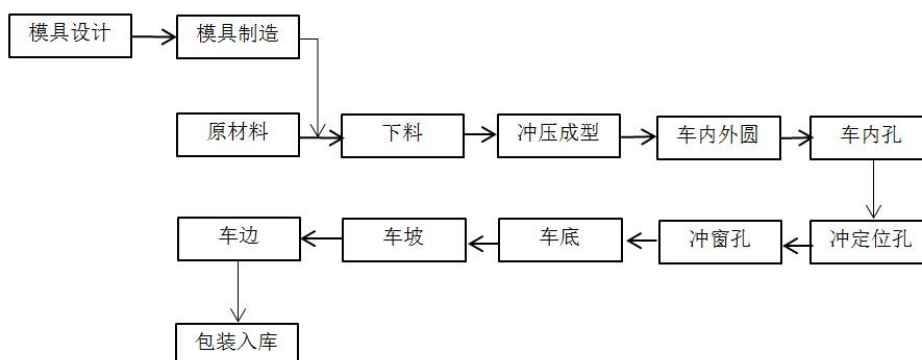 模具设计
模具制造
原材料
下料
冲压成型
车内外圆
车内孔
车边
车坡
车底
冲窗孔
冲定位孔
包装入库